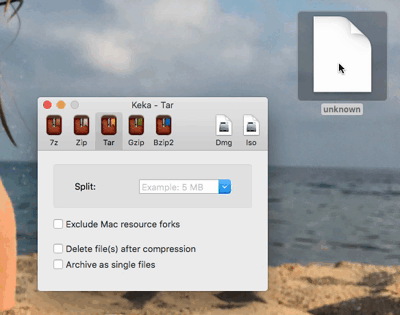 Keka - Tar
7z Zip Tar Gzip Bzip2 Dmg Iso
Split: Example: 5 MB
Exclude Mac resource forks
Delete file(s) after compression
Archive as single files
unknown